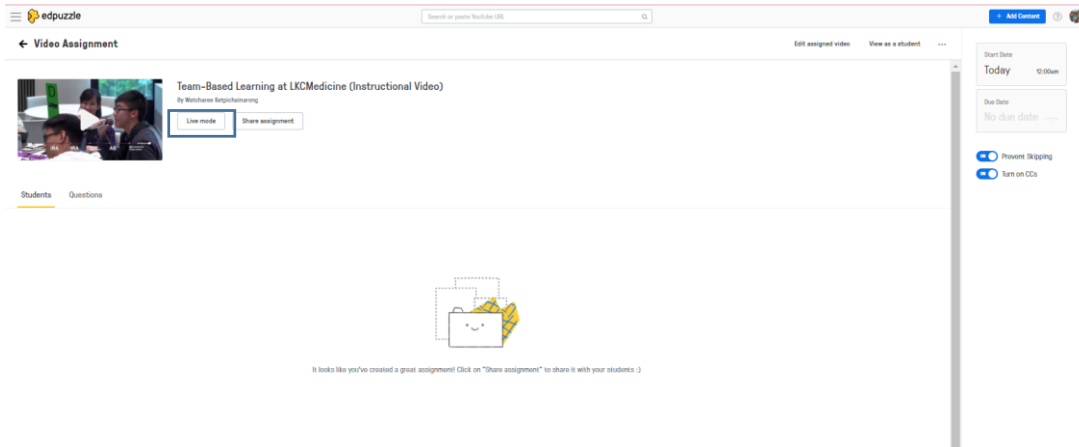 edpuzzle
Search or paste YouTube URL
+ Add Content
Video Assignment
Edit assigned video
View as a student
Start Date
Today 12:00am
Team-Based Learning at LKCMedicine (Instructional Video)
By Watcharee Ketpichainarong
Live mode
Share assignment
Due Date
No due date
Prevent Skipping
Turn on CCs
Students
Questions
It looks like you've created a great assignment! Click on "Share assignment" to share it with your students :)